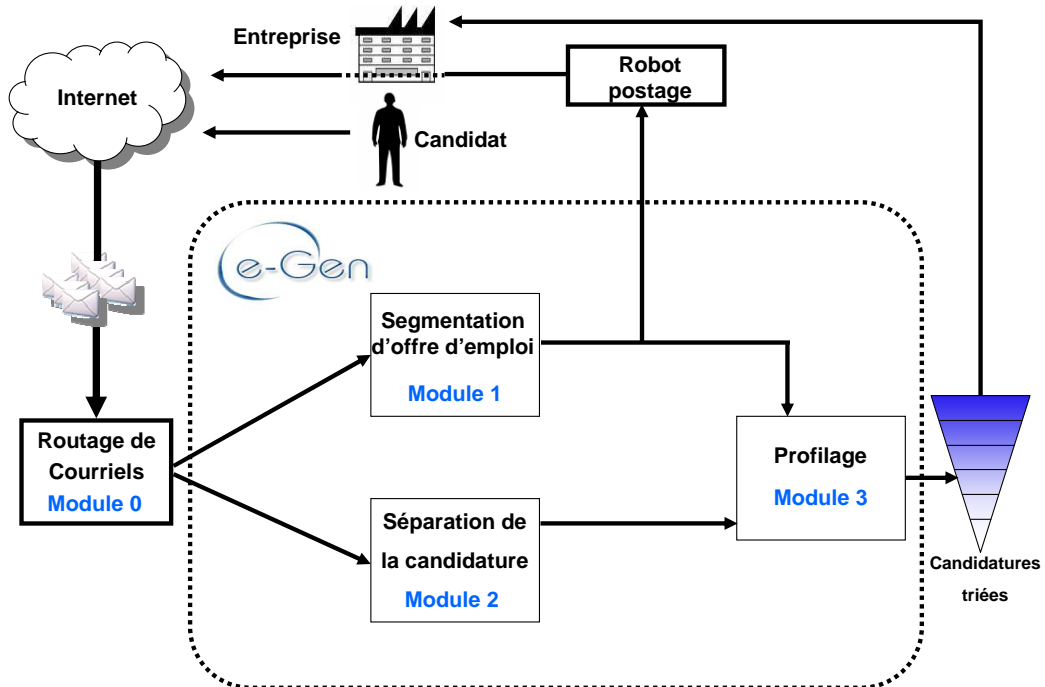 Entreprise
Internet
Robot
postage
Candidat
e-Gen
Segmentation
d'offre d'emploi
Module 1
Routage de
Courriels
Module 0
Profilage
Module 3
Séparation de
la candidature
Module 2
Candidatures
triées